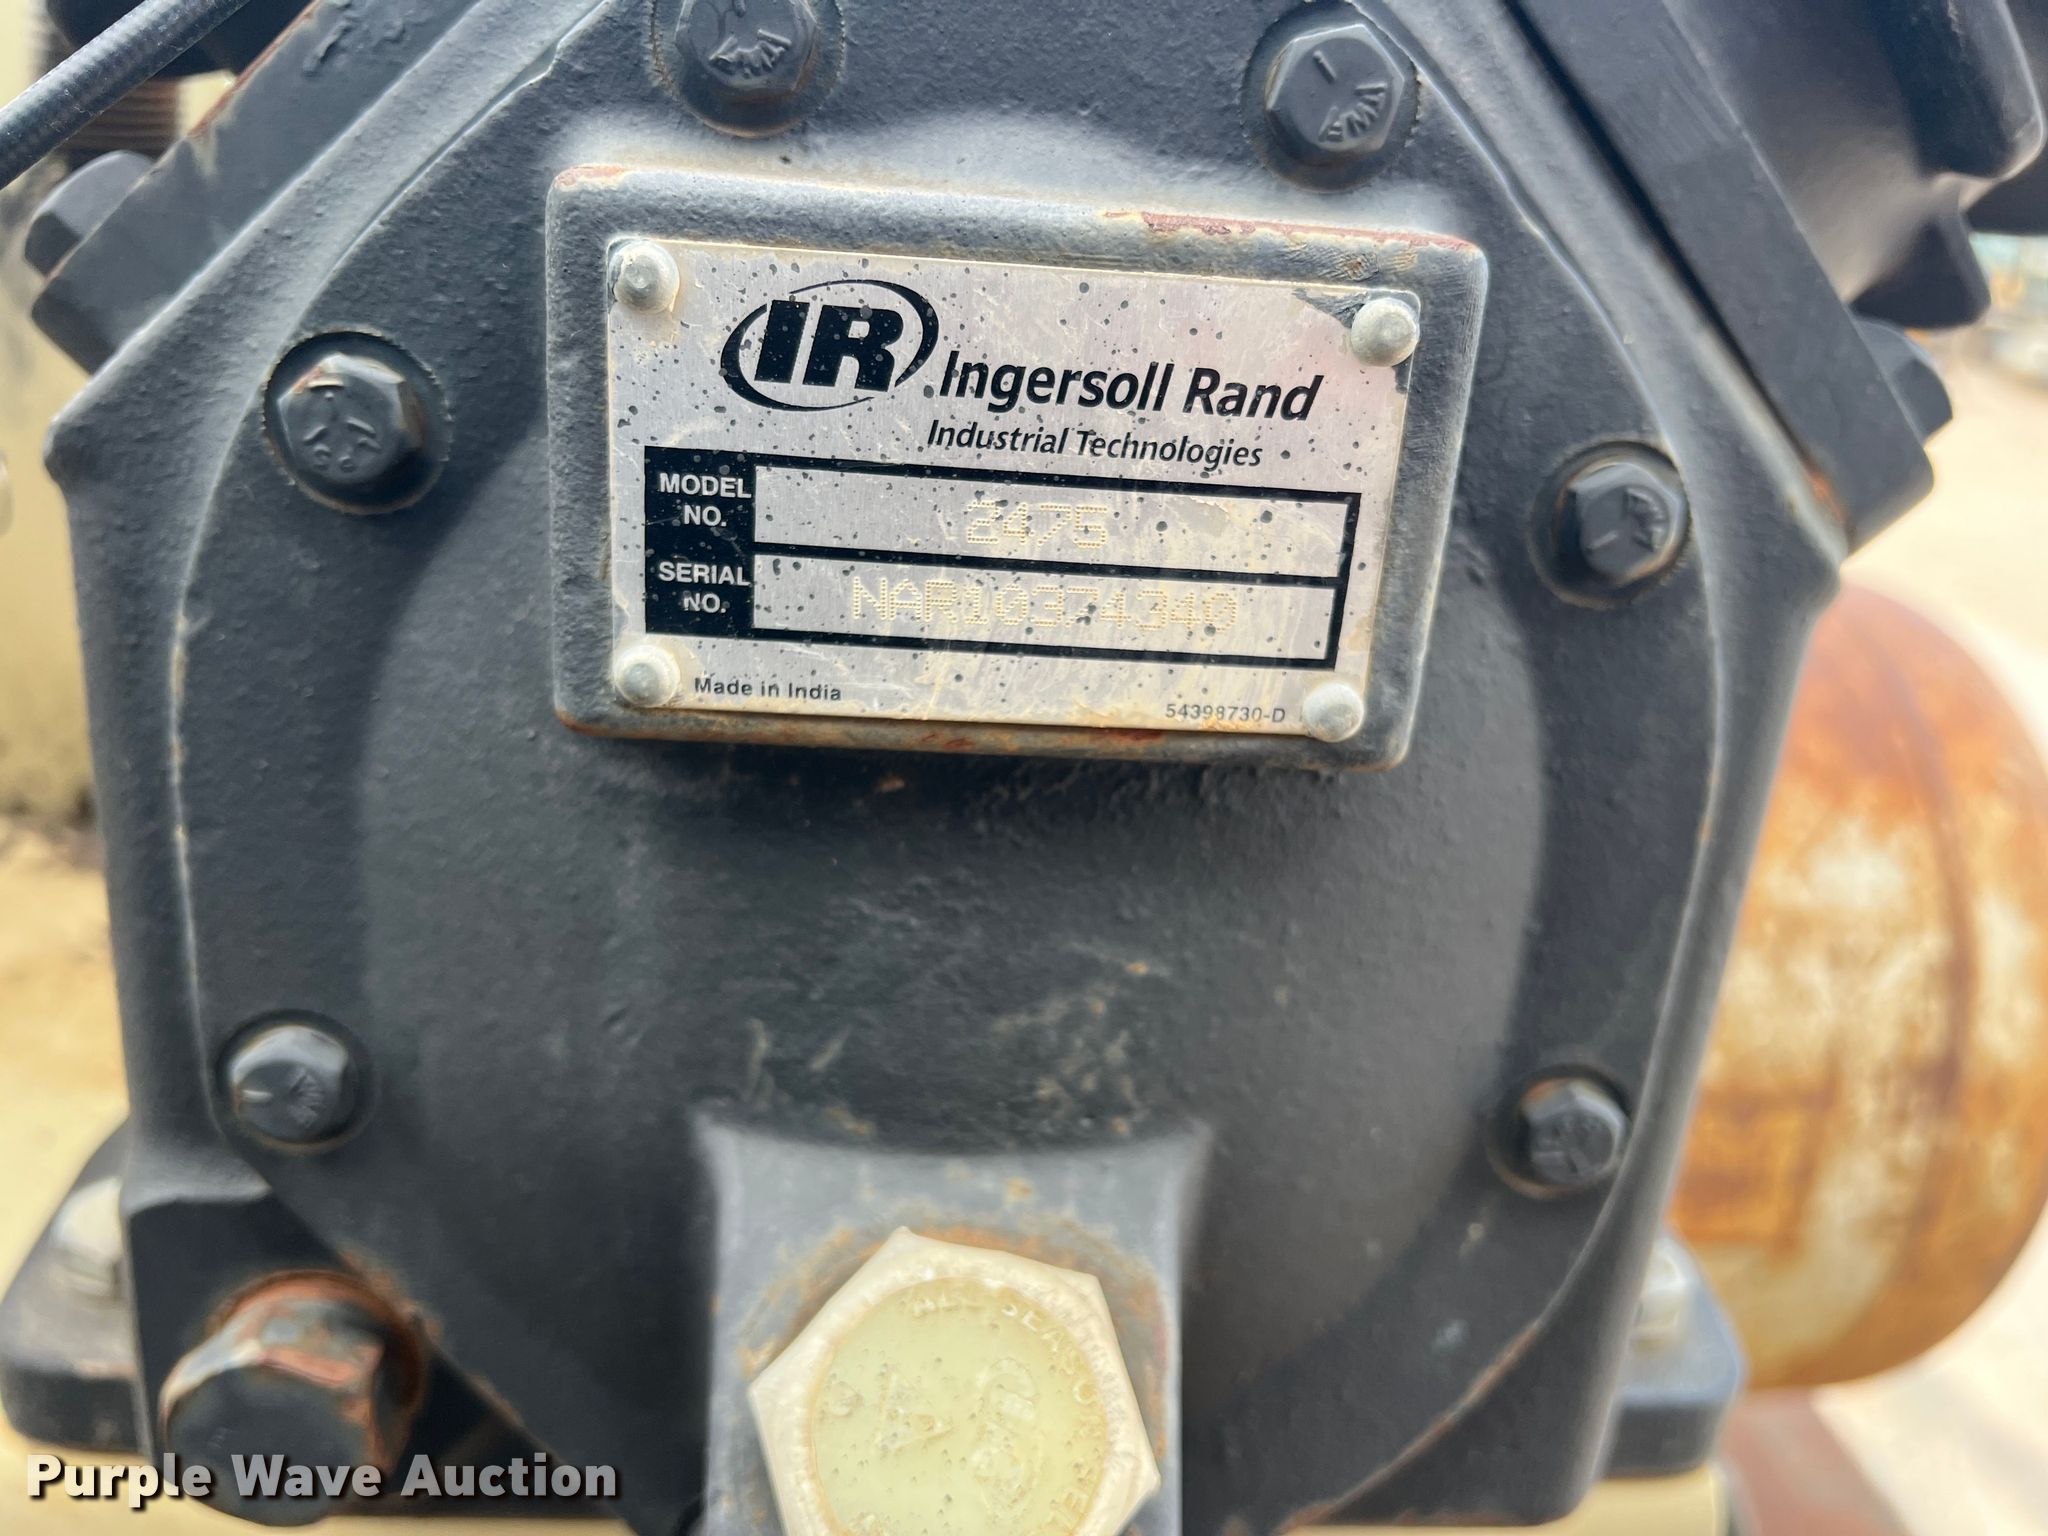 IR
Ingersoll Rand
Industrial Technologies
MODEL NO. 2475
SERIAL NO. NAR10374340
Made in India
54398730-D
Purple Wave Auction